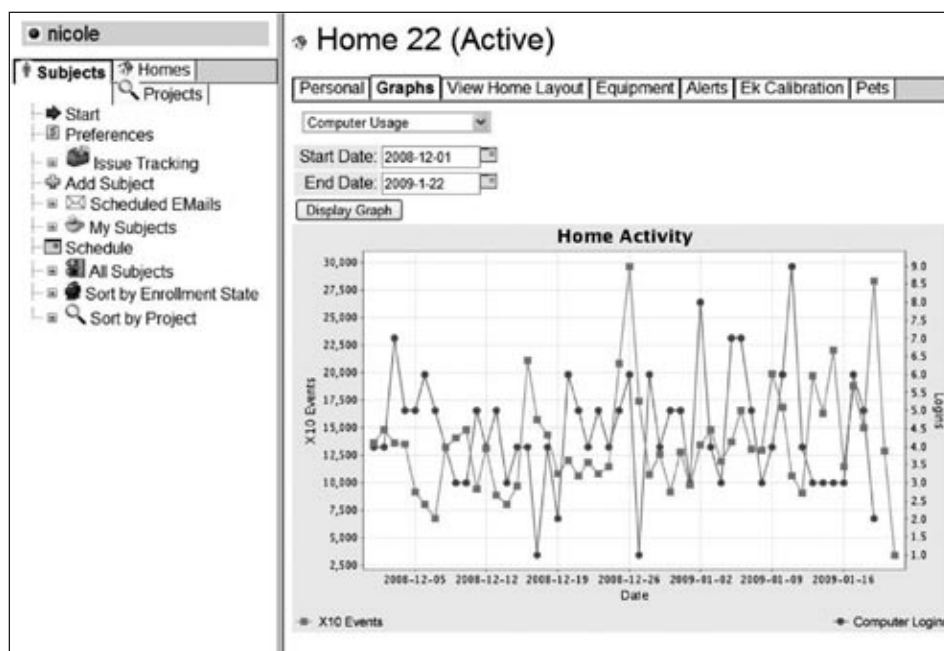 nicole
Subjects
Homes
Projects
Start
Preferences
Issue Tracking
Add Subject
Scheduled EMails
My Subjects
Schedule
All Subjects
Sort by Enrollment State
Sort by Project
Home 22 (Active)
Personal Graphs View Home Layout Equipment Alerts Ek Calibration Pets
Computer Usage
Start Date: 2008-12-01
End Date: 2009-1-22
Display Graph
Home Activity
30,000
27,500
25,000
22,500
20,000
17,500
15,000
12,500
10,000
7,500
5,000
2,500
X10 Events
9.0
8.5
8.0
7.5
7.0
6.5
6.0
5.5
5.0
4.5
4.0
3.5
3.0
2.5
2.0
1.5
1.0
Logins
2008-12-05 2008-12-12 2008-12-19 2008-12-26 2009-01-02 2009-01-09 2009-01-16
Date
X10 Events
Computer Logins